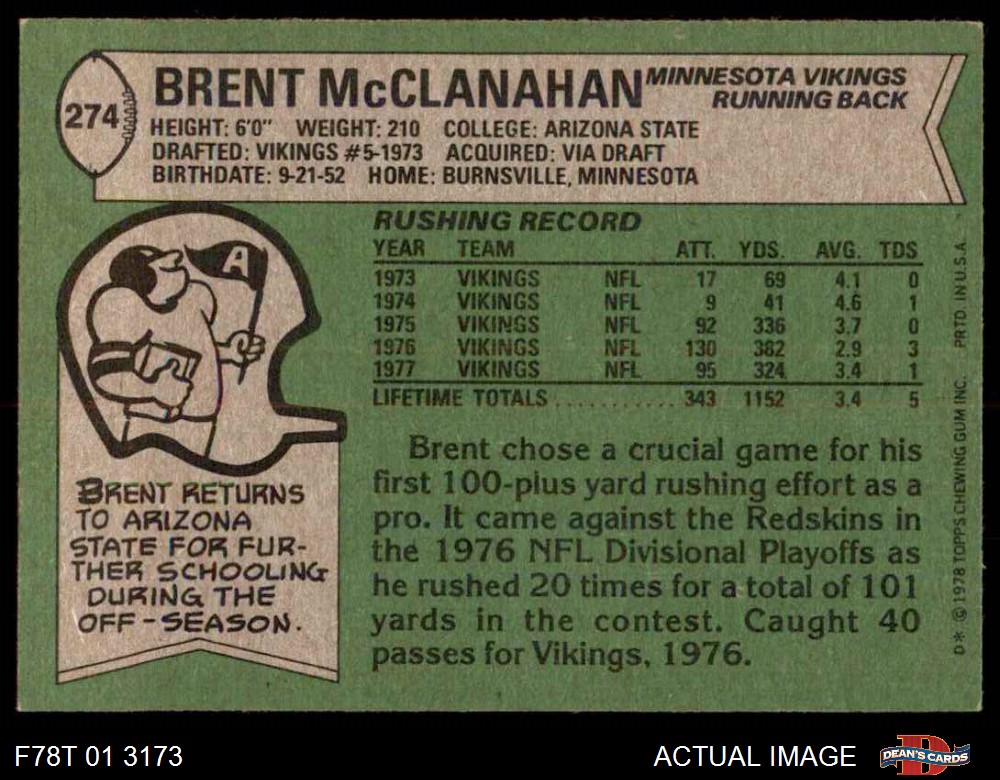 274
BRENT McCLANAHAN
MINNESOTA VIKINGS
RUNNING BACK
HEIGHT: 6'0" WEIGHT: 210 COLLEGE: ARIZONA STATE
DRAFTED: VIKINGS #5-1973 ACQUIRED: VIA DRAFT
BIRTHDATE: 9-21-52 HOME: BURNSVILLE, MINNESOTA
A
BRENT RETURNS
TO ARIZONA
STATE FOR FUR-
THER SCHOOLING
DURING THE
OFF-SEASON.
RUSHING RECORD
YEAR TEAM ATT. YDS. AVG. TDS
1973 VIKINGS NFL 17 69 4.1 0
1974 VIKINGS NFL 9 41 4.6 1
1975 VIKINGS NFL 92 336 3.7 0
1976 VIKINGS NFL 130 382 2.9 3
1977 VIKINGS NFL 95 324 3.4 1
LIFETIME TOTALS ............ 343 1152 3.4 5
Brent chose a crucial game for his
first 100-plus yard rushing effort as a
pro. It came against the Redskins in
the 1976 NFL Divisional Playoffs as
he rushed 20 times for a total of 101
yards in the contest. Caught 40
passes for Vikings, 1976.
D* © 1978 TOPPS CHEWING GUM INC. PRTD. IN U.S.A.
F78T 01 3173
ACTUAL IMAGE
D
DEAN'S CARDS